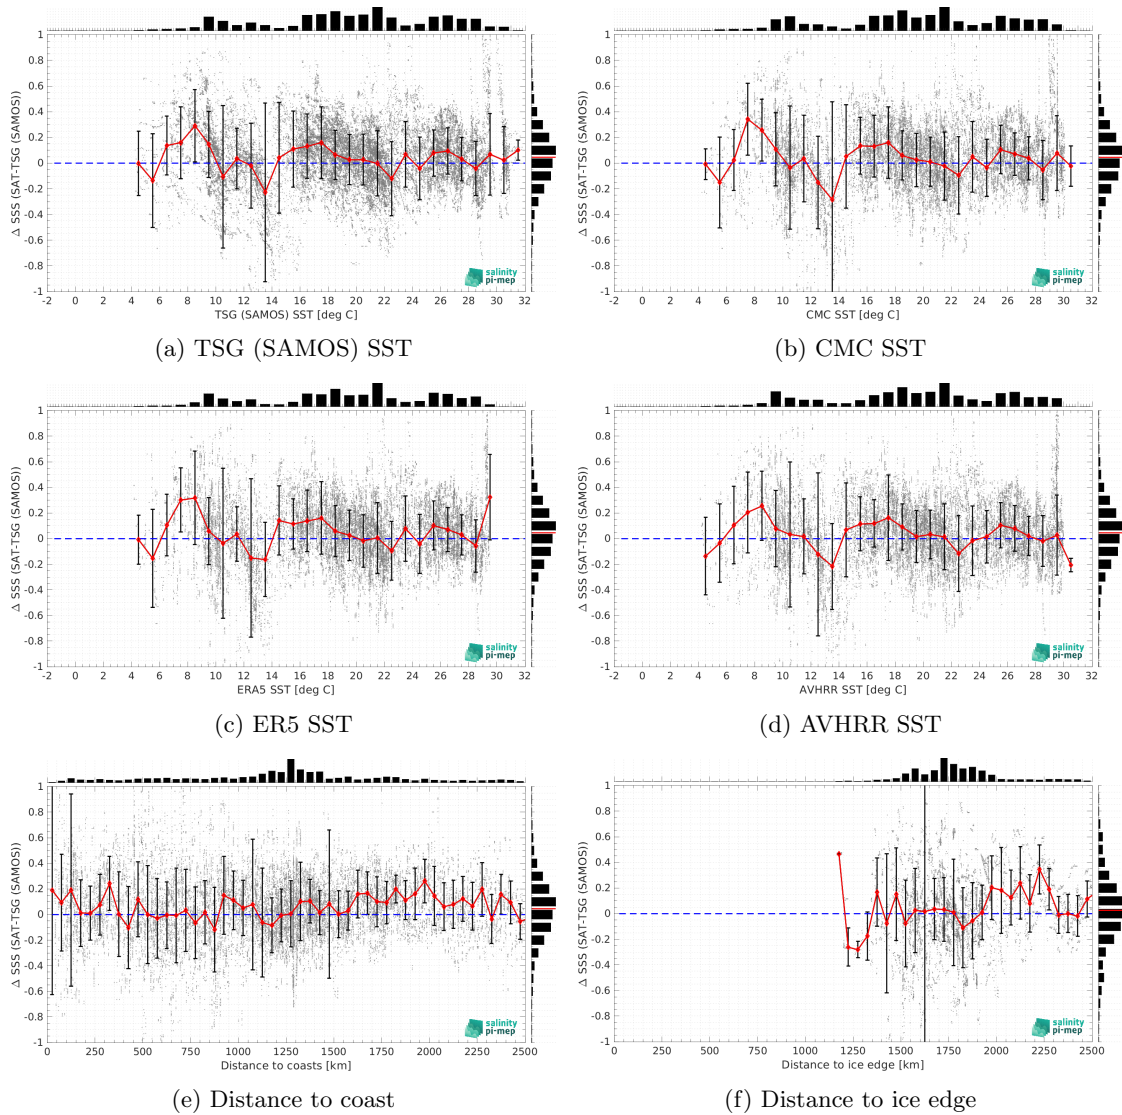 1
0.8
0.6
0.4
0.2
0
-0.2
-0.4
-0.6
-0.8
-1
Δ SSS (SAT-TSG (SAMOS))
-2 0 2 4 6 8 10 12 14 16 18 20 22 24 26 28 30 32
TSG (SAMOS) SST [deg C]
salinity
pi-mep
(a) TSG (SAMOS) SST
1
0.8
0.6
0.4
0.2
0
-0.2
-0.4
-0.6
-0.8
-1
Δ SSS (SAT-TSG (SAMOS))
-2 0 2 4 6 8 10 12 14 16 18 20 22 24 26 28 30 32
CMC SST [deg C]
salinity
pi-mep
(b) CMC SST
1
0.8
0.6
0.4
0.2
0
-0.2
-0.4
-0.6
-0.8
-1
Δ SSS (SAT-TSG (SAMOS))
-2 0 2 4 6 8 10 12 14 16 18 20 22 24 26 28 30 32
ERA5 SST [deg C]
salinity
pi-mep
(c) ER5 SST
1
0.8
0.6
0.4
0.2
0
-0.2
-0.4
-0.6
-0.8
-1
Δ SSS (SAT-TSG (SAMOS))
-2 0 2 4 6 8 10 12 14 16 18 20 22 24 26 28 30 32
AVHRR SST [deg C]
salinity
pi-mep
(d) AVHRR SST
1
0.8
0.6
0.4
0.2
0
-0.2
-0.4
-0.6
-0.8
-1
Δ SSS (SAT-TSG (SAMOS))
250 500 750 1000 1250 1500 1750 2000 2250 2500
Distance to coasts [km]
salinity
pi-mep
(e) Distance to coast
1
0.8
0.6
0.4
0.2
0
-0.2
-0.4
-0.6
-0.8
-1
Δ SSS (SAT-TSG (SAMOS))
0 250 500 750 1000 1250 1500 1750 2000 2250 2500
Distance to ice edge [km]
salinity
pi-mep
(f) Distance to ice edge